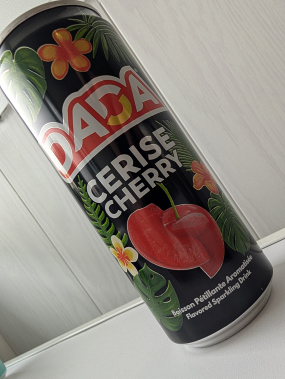 DADA
CERISE
CHERRY
Boisson Pétillante Aromatisée
Flavored Sparkling Drink